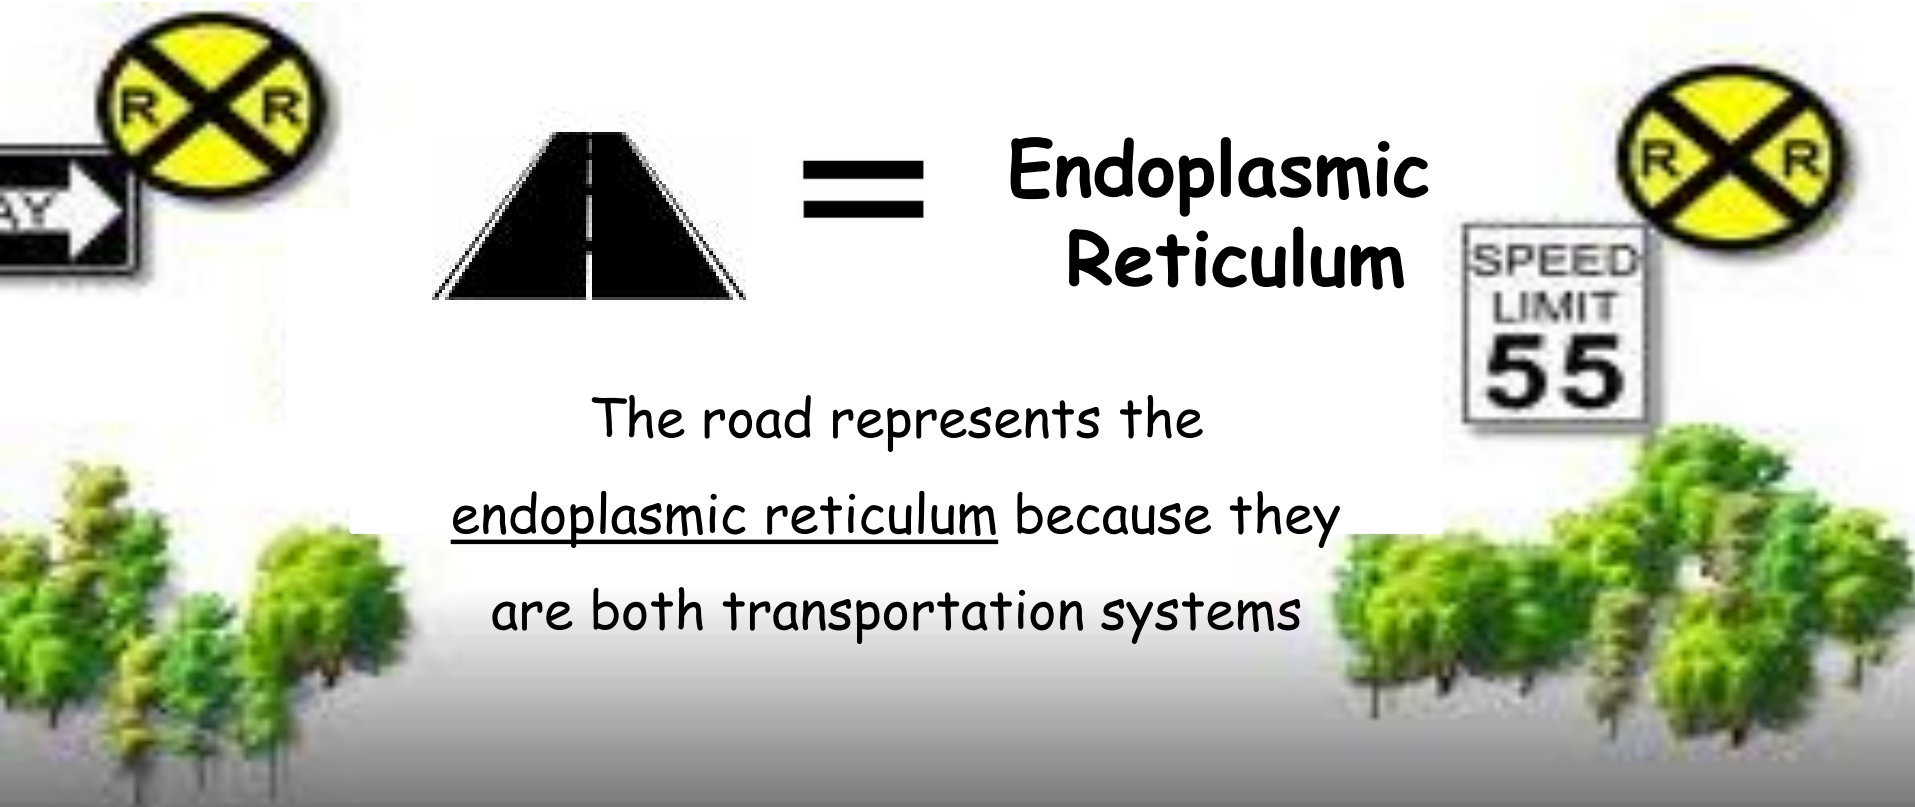 R R
AY
=
Endoplasmic
Reticulum
R R
SPEED
LIMIT
55
The road represents the
endoplasmic reticulum because they
are both transportation systems